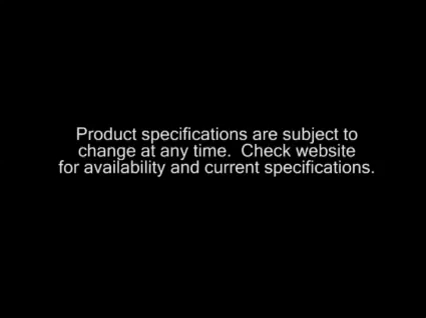 Product specifications are subject to
change at any time.  Check website
for availability and current specifications.